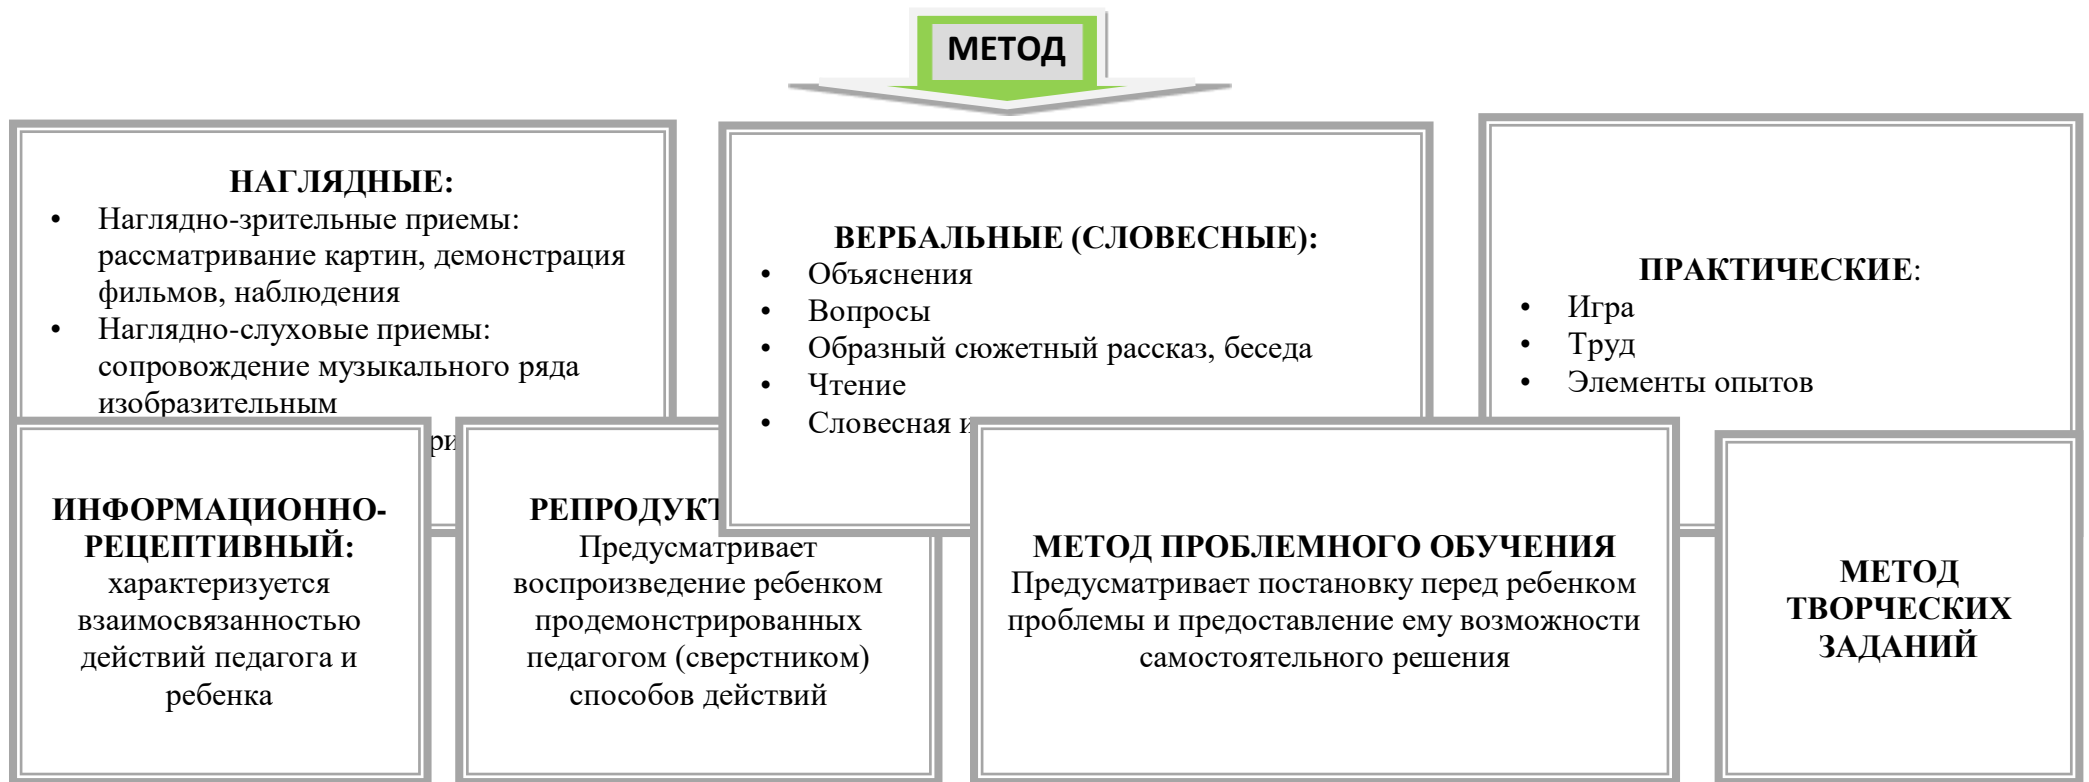 МЕТОД
НАГЛЯДНЫЕ:
• Наглядно-зрительные приемы:
рассматривание картин, демонстрация
фильмов, наблюдения
• Наглядно-слуховые приемы:
сопровождение музыкального ряда
изобразительным
ВЕРБАЛЬНЫЕ (СЛОВЕСНЫЕ):
• Объяснения
• Вопросы
• Образный сюжетный рассказ, беседа
• Чтение
• Словесная
ПРАКТИЧЕСКИЕ:
• Игра
• Труд
• Элементы опытов
ИНФОРМАЦИОННО-
РЕЦЕПТИВНЫЙ:
характеризуется
взаимосвязанностью
действий педагога и
ребенка
Предусматривает
воспроизведение ребенком
продемонстрированных
педагогом (сверстником)
способов действий
МЕТОД ПРОБЛЕМНОГО ОБУЧЕНИЯ
Предусматривает постановку перед ребенком
проблемы и предоставление ему возможности
самостоятельного решения
МЕТОД
ТВОРЧЕСКИХ
ЗАДАНИЙ